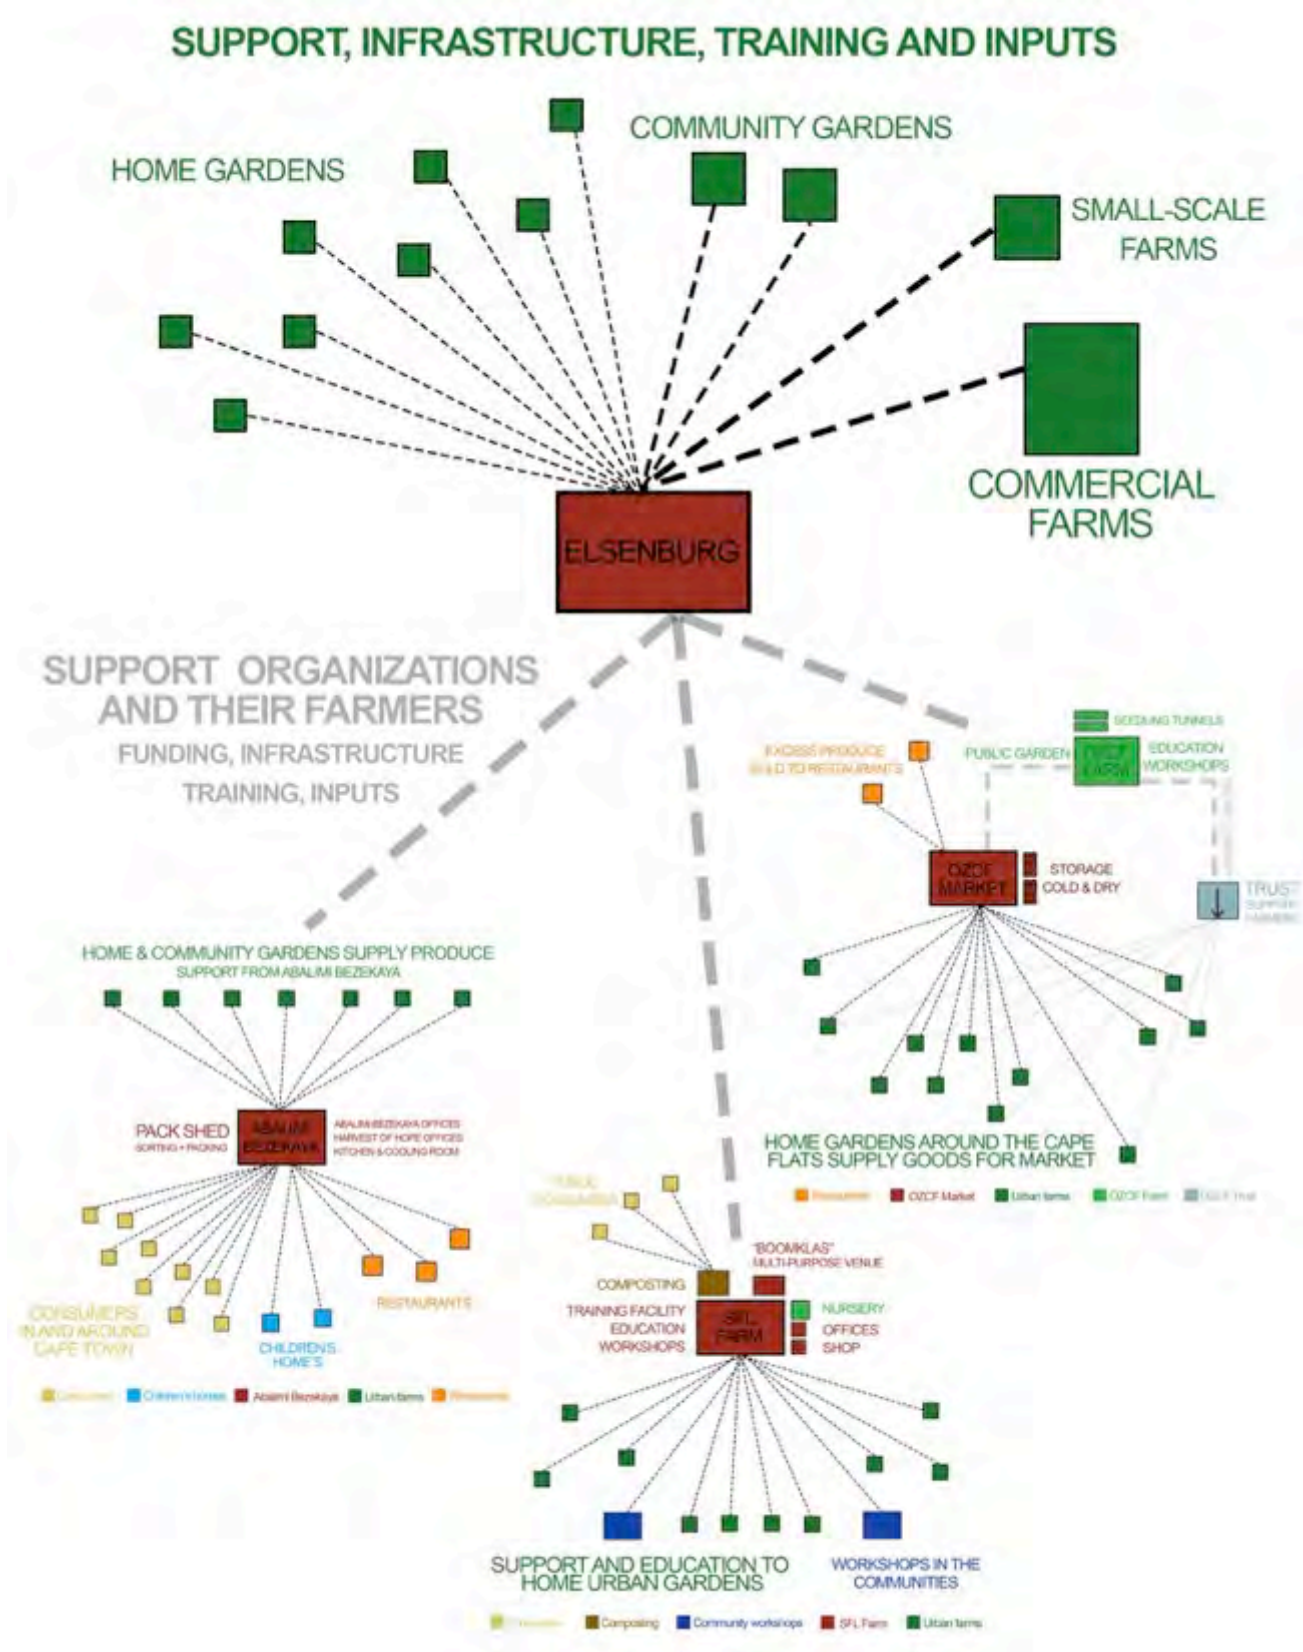 SUPPORT, INFRASTRUCTURE, TRAINING AND INPUTS
COMMUNITY GARDENS
HOME GARDENS
SMALL-SCALE
FARMS
COMMERCIAL
FARMS
ELSENBURG
SUPPORT ORGANIZATIONS
AND THEIR FARMERS
FUNDING, INFRASTRUCTURE
TRAINING, INPUTS
SEEDLING TUNNELS
EXCESS PRODUCE
SOLD TO RESTAURANTS
PUBLIC GARDEN
FARM
EDUCATION
WORKSHOPS
OZCF
MARKET
STORAGE
COLD & DRY
TRUST
SUPPORT
FARMERS
HOME & COMMUNITY GARDENS SUPPLY PRODUCE
SUPPORT FROM ABALIMI BEZEKAYA
PACK SHED
SORTING + PACKING
ABALIMI
BEZEKAYA
ABALIMI BEZEKAYA OFFICES
HARVEST OF HOPE OFFICES
KITCHEN & COOLING ROOM
HOME GARDENS AROUND THE CAPE
FLATS SUPPLY GOODS FOR MARKET
Restaurants
OZCF Market
Urban farms
OZCF Farm
OZCF Trust
CONSUMERS
IN AND AROUND
CAPE TOWN
CHILDREN'S
HOME'S
RESTAURANTS
Consumers
Children's homes
Abalimi Bezekaya
Urban farms
Restaurants
"BOOMKLAS"
MULTI-PURPOSE VENUE
COMPOSTING
TRAINING FACILITY
EDUCATION
WORKSHOPS
SFL
FARM
NURSERY
OFFICES
SHOP
SUPPORT AND EDUCATION TO
HOME URBAN GARDENS
WORKSHOPS IN THE
COMMUNITIES
Consumers
Composting
Community workshops
SFL Farm
Urban farms